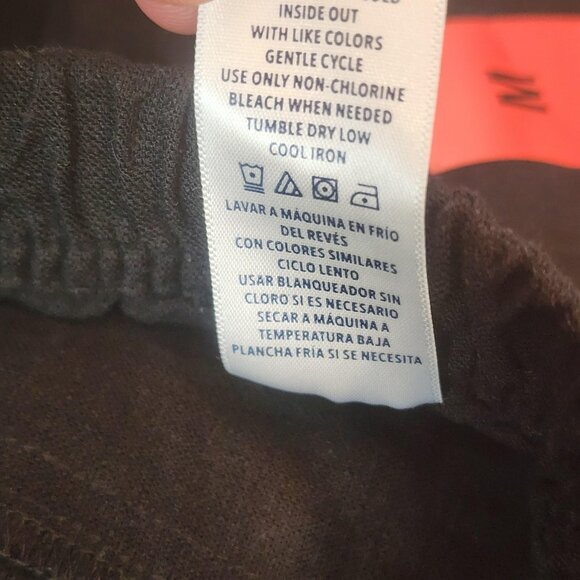 INSIDE OUT
WITH LIKE COLORS
GENTLE CYCLE
USE ONLY NON-CHLORINE
BLEACH WHEN NEEDED
TUMBLE DRY LOW
COOL IRON
LAVAR A MÁQUINA EN FRÍO
DEL REVÉS
CON COLORES SIMILARES
CICLO LENTO
USAR BLANQUEADOR SIN
CLORO SI ES NECESARIO
SECAR A MÁQUINA A
TEMPERATURA BAJA
PLANCHA FRÍA SI SE NECESITA
M